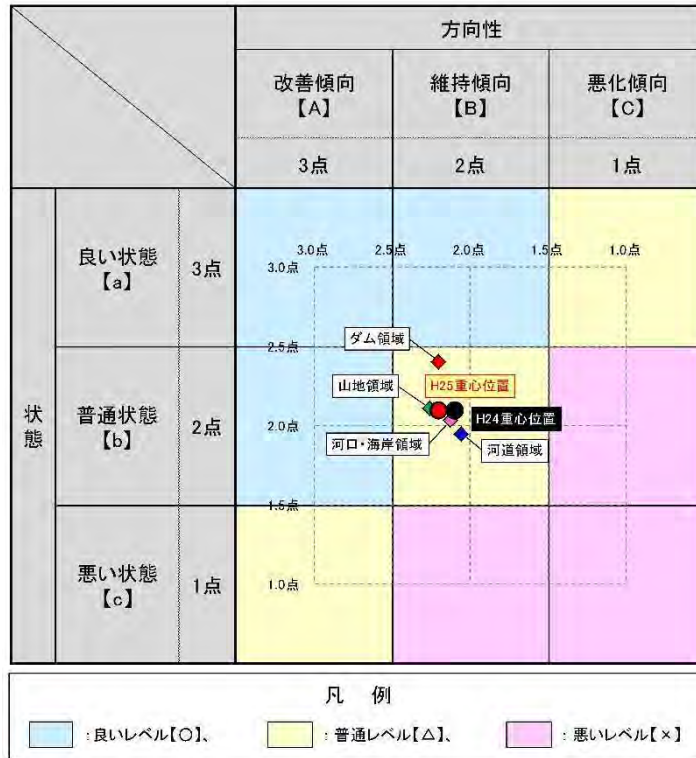 方向性
改善傾向
【A】
維持傾向
【B】
悪化傾向
【C】
3点
2点
1点
状態
良い状態
【a】
3点
普通状態
【b】
2点
悪い状態
【c】
1点
3.0点
2.5点
2.0点
1.5点
1.0点
3.0点
2.5点
2.0点
1.5点
1.0点
ダム領域
山地領域
H25重心位置
H24重心位置
河口・海岸領域
河道領域
凡 例
：良いレベル【○】、
：普通レベル【△】、
：悪いレベル【×】